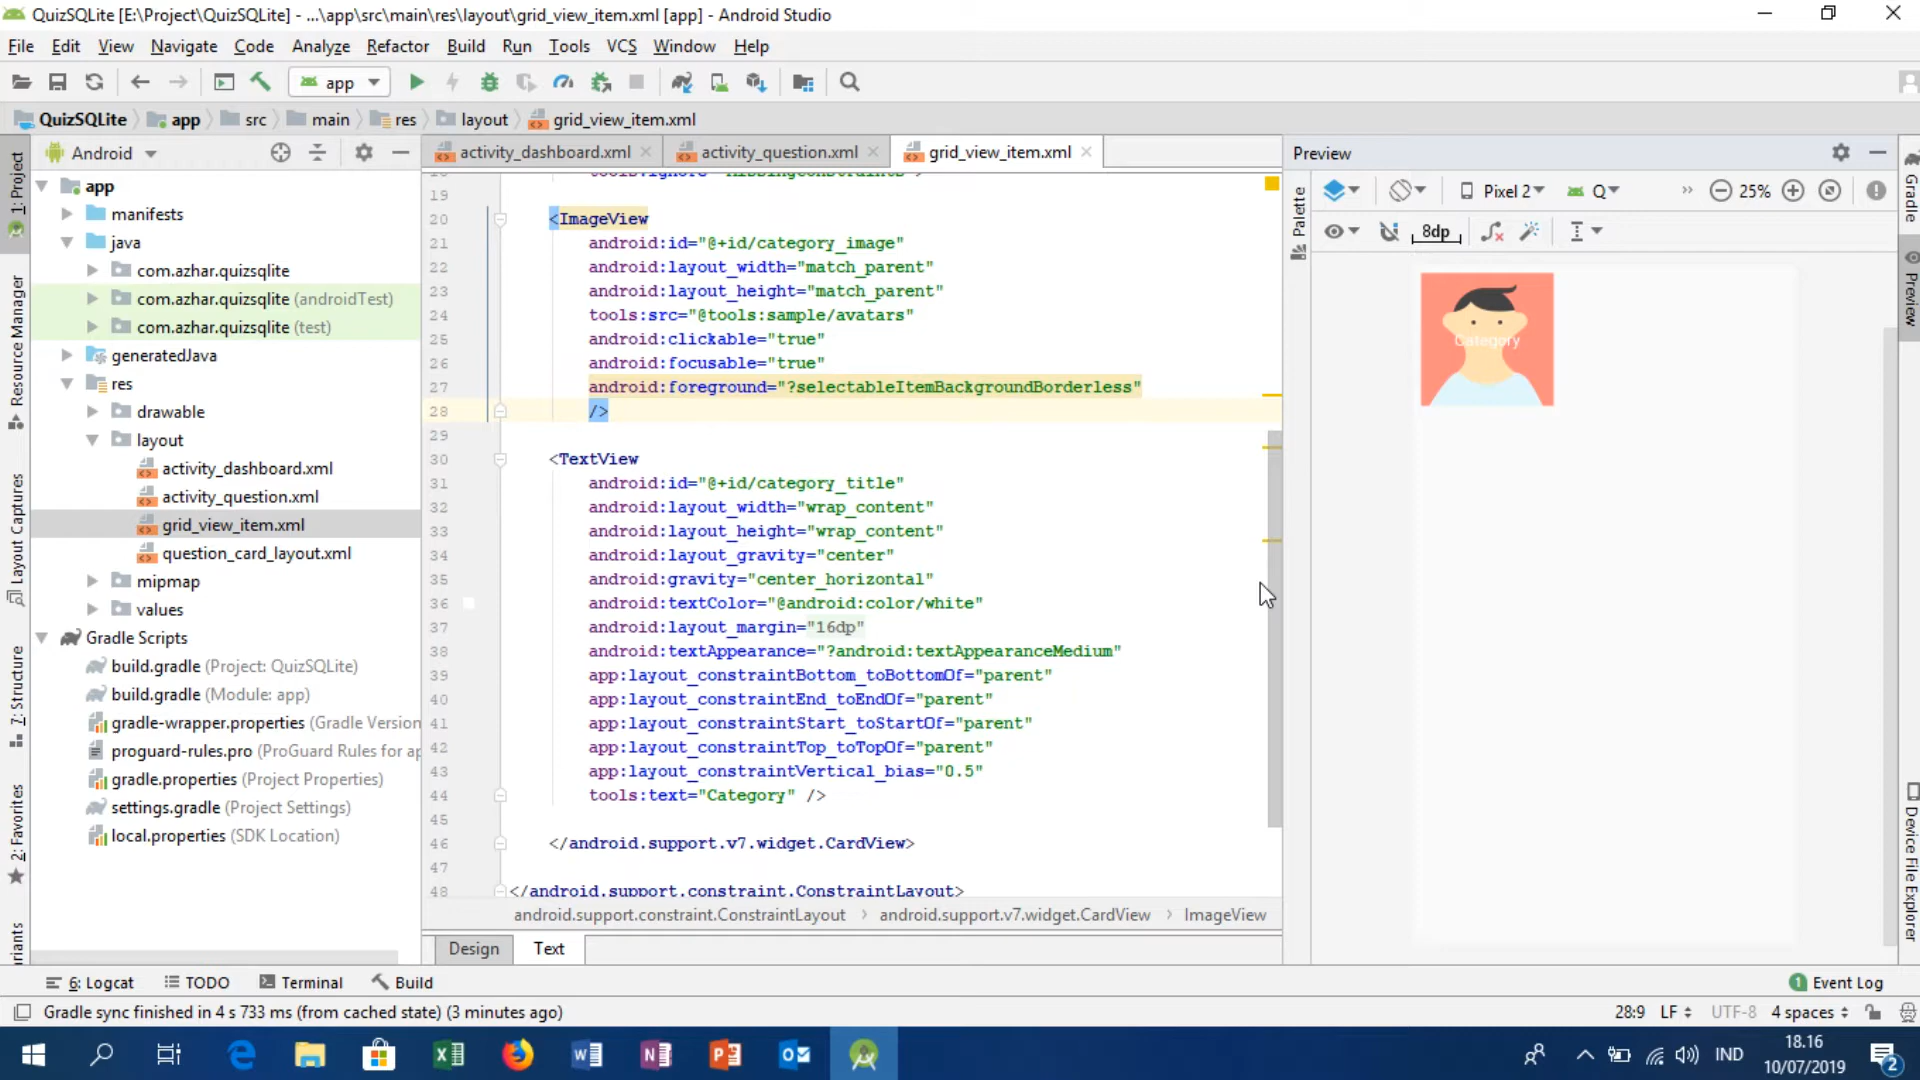 QuizSQLite [E:\Project\QuizSQLite] - ...\app\src\main\res\layout\grid_view_item.xml [app] - Android Studio
File Edit View Navigate Code Analyze Refactor Build Run Tools VCS Window Help
app
QuizSQLite app src main res layout grid_view_item.xml
Android
activity_dashboard.xml activity_question.xml grid_view_item.xml
Preview
Pixel 2 Q 25%
8dp
1: Project
Resource Manager
Layout Captures
7: Structure
2: Favorites
Palette
Gradle
Preview
Device File Explorer
app
manifests
java
com.azhar.quizsqlite
com.azhar.quizsqlite (androidTest)
com.azhar.quizsqlite (test)
generatedJava
res
drawable
layout
activity_dashboard.xml
activity_question.xml
grid_view_item.xml
question_card_layout.xml
mipmap
values
Gradle Scripts
build.gradle (Project: QuizSQLite)
build.gradle (Module: app)
gradle-wrapper.properties (Gradle Version
proguard-rules.pro (ProGuard Rules for ap
gradle.properties (Project Properties)
settings.gradle (Project Settings)
local.properties (SDK Location)
19
20 <ImageView
21 android:id="@+id/category_image"
22 android:layout_width="match_parent"
23 android:layout_height="match_parent"
24 tools:src="@tools:sample/avatars"
25 android:clickable="true"
26 android:focusable="true"
27 android:foreground="?selectableItemBackgroundBorderless"
28 />
29
30 <TextView
31 android:id="@+id/category_title"
32 android:layout_width="wrap_content"
33 android:layout_height="wrap_content"
34 android:layout_gravity="center"
35 android:gravity="center_horizontal"
36 android:textColor="@android:color/white"
37 android:layout_margin="16dp"
38 android:textAppearance="?android:textAppearanceMedium"
39 app:layout_constraintBottom_toBottomOf="parent"
40 app:layout_constraintEnd_toEndOf="parent"
41 app:layout_constraintStart_toStartOf="parent"
42 app:layout_constraintTop_toTopOf="parent"
43 app:layout_constraintVertical_bias="0.5"
44 tools:text="Category" />
45
46 </android.support.v7.widget.CardView>
47
48 </android.support.constraint.ConstraintLayout>
android.support.constraint.ConstraintLayout android.support.v7.widget.CardView ImageView
Design Text
Category
6: Logcat TODO Terminal Build
1 Event Log
Gradle sync finished in 4 s 733 ms (from cached state) (3 minutes ago)
28:9 LF UTF-8 4 spaces
IND
18.16
10/07/2019
2